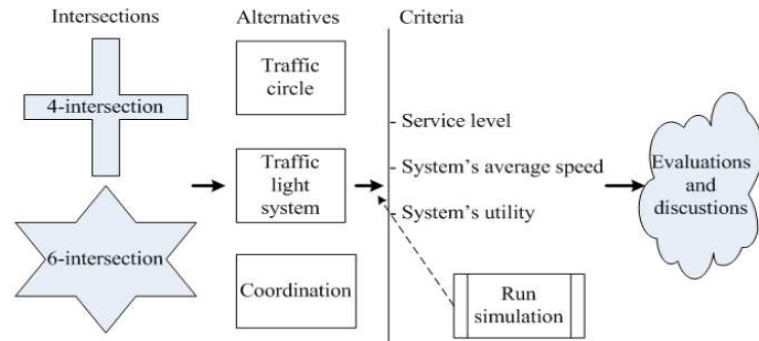 Intersections
Alternatives
Criteria
4-intersection
6-intersection
Traffic
circle
Traffic
light
system
Coordination
- Service level
- System's average speed
- System's utility
Run
simulation
Evaluations
and
discustions